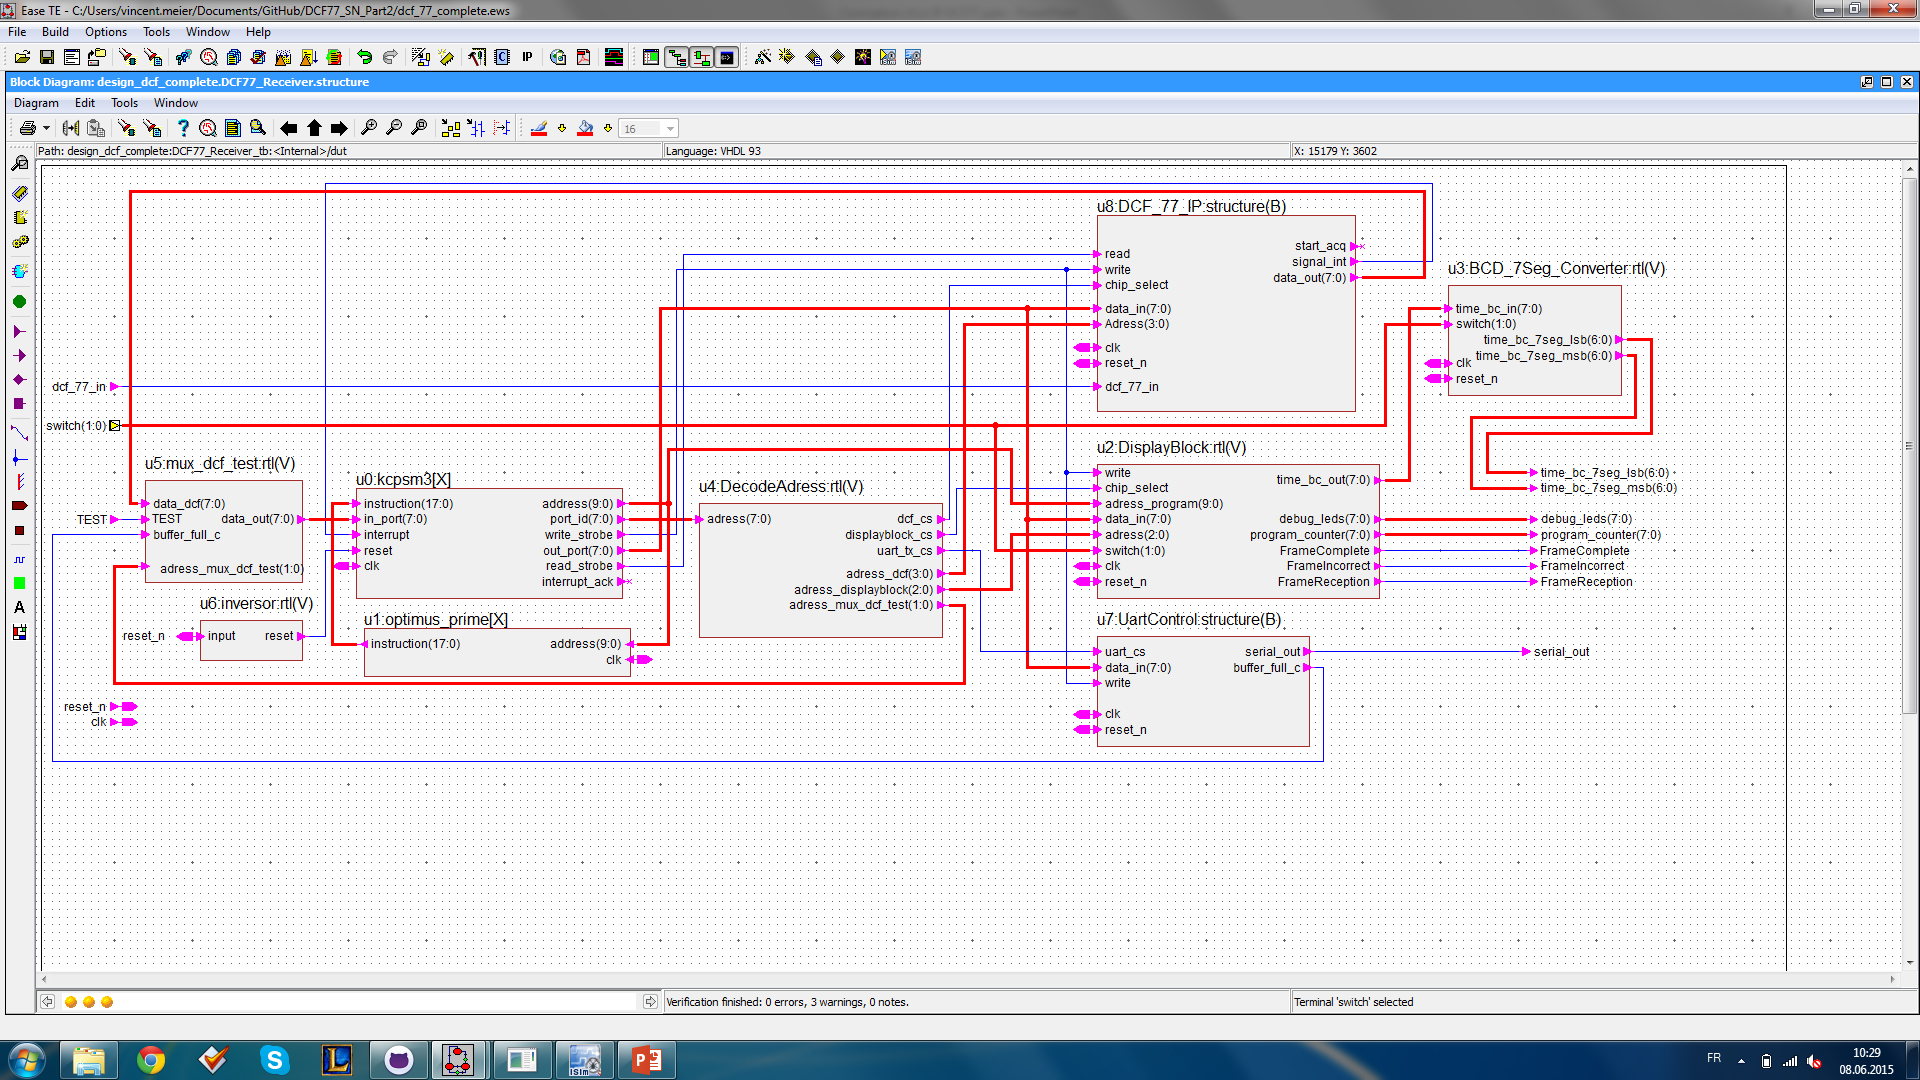 Ease TE - C:/Users/vincent.meier/Documents/GitHub/DCF77_SN_Part2/dcf_77_complete.ews
File Build Options Tools Window Help
IP
Block Diagram: design_dcf_complete.DCF77_Receiver.structure
Diagram Edit Tools Window
16
Path: design_dcf_complete:DCF77_Receiver_tb:<Internal>/dut
Language: VHDL 93
X: 15179 Y: 3602
dcf_77_in
switch(1:0)
TEST
reset_n
clk
u5:mux_dcf_test:rtl(V)
data_dcf(7:0)
TEST data_out(7:0)
buffer_full_c
adress_mux_dcf_test(1:0)
u6:inversor:rtl(V)
reset_n
input reset
u0:kcpsm3[X]
instruction(17:0) address(9:0)
in_port(7:0) port_id(7:0)
interrupt write_strobe
reset out_port(7:0)
clk read_strobe
interrupt_ack
u1:optimus_prime[X]
instruction(17:0) address(9:0)
clk
u4:DecodeAdress:rtl(V)
adress(7:0) dcf_cs
displayblock_cs
uart_tx_cs
adress_dcf(3:0)
adress_displayblock(2:0)
adress_mux_dcf_test(1:0)
u8:DCF_77_IP:structure(B)
start_acq
read signal_int
write data_out(7:0)
chip_select
data_in(7:0)
Adress(3:0)
clk
reset_n
dcf_77_in
u3:BCD_7Seg_Converter:rtl(V)
time_bc_in(7:0)
switch(1:0)
time_bc_7seg_lsb(6:0)
time_bc_7seg_msb(6:0)
clk
reset_n
u2:DisplayBlock:rtl(V)
write time_bc_out(7:0)
chip_select
adress_program(9:0)
data_in(7:0) debug_leds(7:0)
adress(2:0) program_counter(7:0)
switch(1:0) FrameComplete
clk FrameIncorrect
reset_n FrameReception
u7:UartControl:structure(B)
uart_cs serial_out
data_in(7:0) buffer_full_c
write
clk
reset_n
time_bc_7seg_lsb(6:0)
time_bc_7seg_msb(6:0)
debug_leds(7:0)
program_counter(7:0)
FrameComplete
FrameIncorrect
FrameReception
serial_out
A
Verification finished: 0 errors, 3 warnings, 0 notes.
Terminal 'switch' selected
FR
10:29
08.06.2015